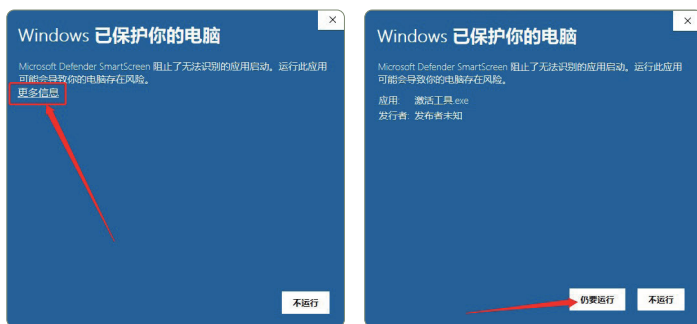 Windows 已保护你的电脑
Microsoft Defender SmartScreen 阻止了无法识别的应用启动。运行此应用
可能会导致你的电脑存在风险。
更多信息
不运行
Windows 已保护你的电脑
Microsoft Defender SmartScreen 阻止了无法识别的应用启动。运行此应用
可能会导致你的电脑存在风险。
应用: 激活工具.exe
发行者: 发布者未知
仍要运行
不运行